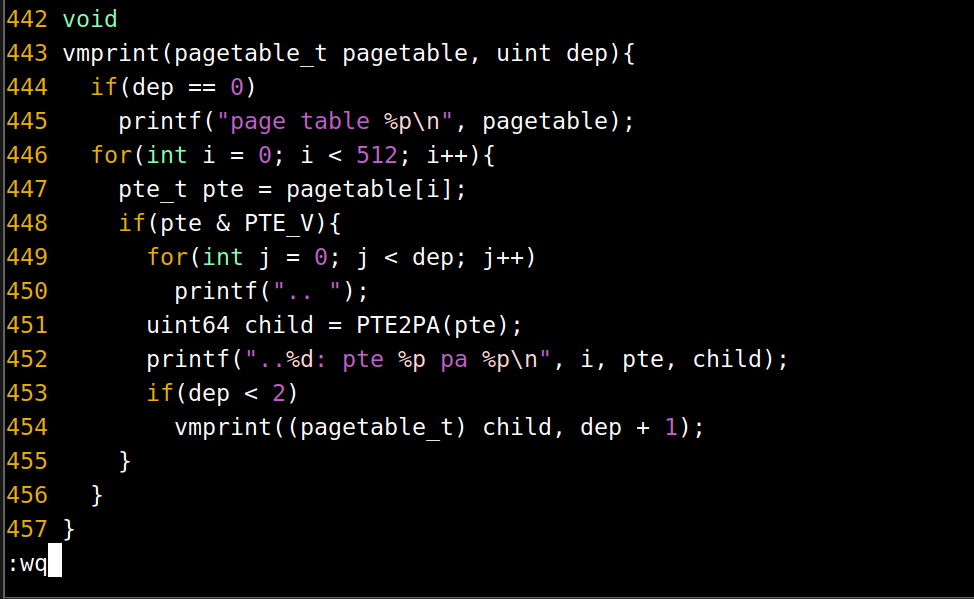 442 void
443 vmprint(pagetable_t pagetable, uint dep){
444   if(dep == 0)
445     printf("page table %p\n", pagetable);
446   for(int i = 0; i < 512; i++){
447     pte_t pte = pagetable[i];
448     if(pte & PTE_V){
449       for(int j = 0; j < dep; j++)
450         printf(".. ");
451       uint64 child = PTE2PA(pte);
452       printf("..%d: pte %p pa %p\n", i, pte, child);
453       if(dep < 2)
454         vmprint((pagetable_t) child, dep + 1);
455     }
456   }
457 }
:wq